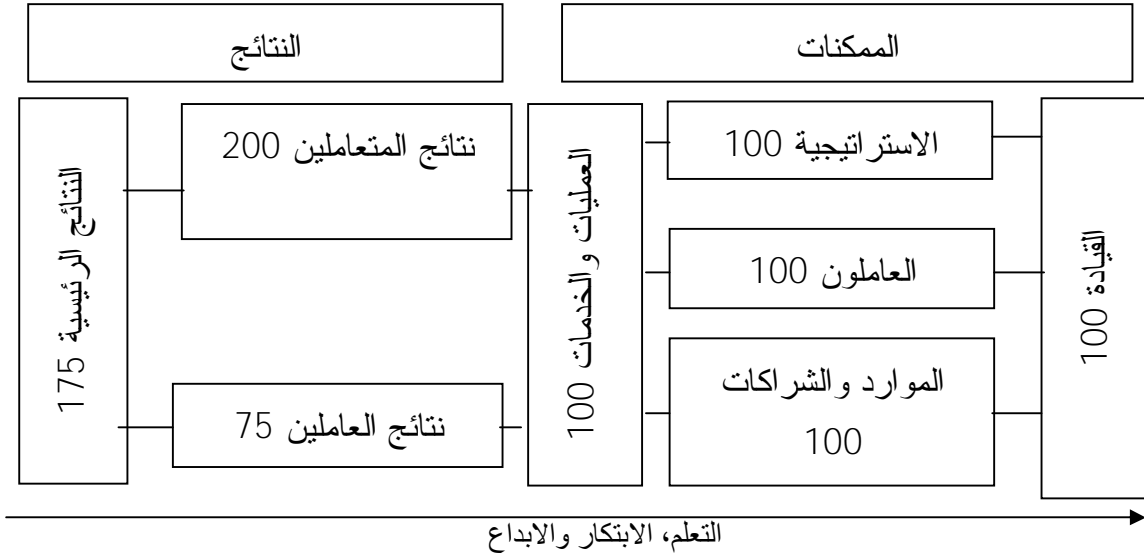 الممكنات
النتائج
القيادة 100
الاستراتيجية 100
العاملون 100
الموارد والشراكات
100
العمليات والخدمات 100
نتائج المتعاملين 200
نتائج العاملين 75
النتائج الرئيسية 175
التعلم، الابتكار والابداع